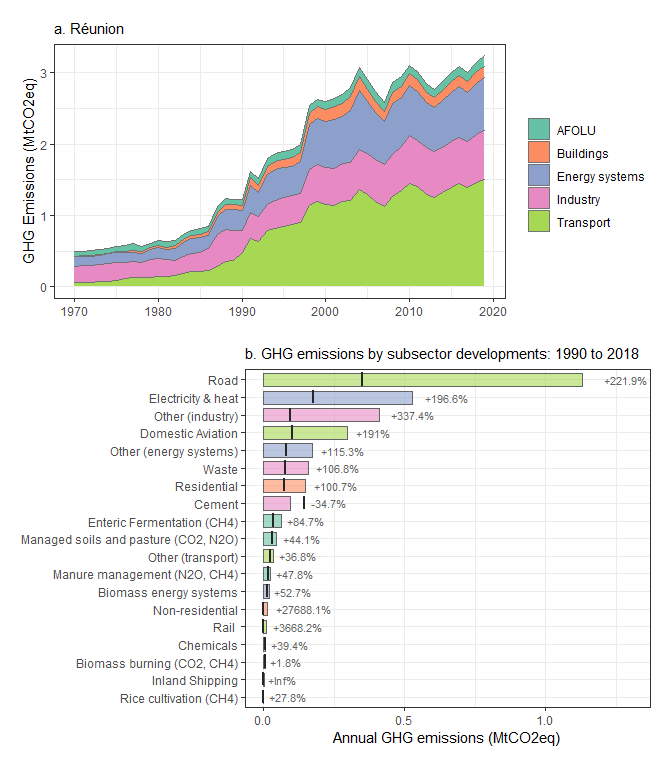 a. Réunion
GHG Emissions (MtCO2eq)
3
2
1
0
1970
1980
1990
2000
2010
2020
AFOLU
Buildings
Energy systems
Industry
Transport
b. GHG emissions by subsector developments: 1990 to 2018
Road +221.9%
Electricity & heat +196.6%
Other (industry) +337.4%
Domestic Aviation +191%
Other (energy systems) +115.3%
Waste +106.8%
Residential +100.7%
Cement -34.7%
Enteric Fermentation (CH4) +84.7%
Managed soils and pasture (CO2, N2O) +44.1%
Other (transport) +36.8%
Manure management (N2O, CH4) +47.8%
Biomass energy systems +52.7%
Non-residential +27688.1%
Rail +3668.2%
Chemicals +39.4%
Biomass burning (CO2, CH4) +1.8%
Inland Shipping +Inf%
Rice cultivation (CH4) +27.8%
0.0
0.5
1.0
Annual GHG emissions (MtCO2eq)